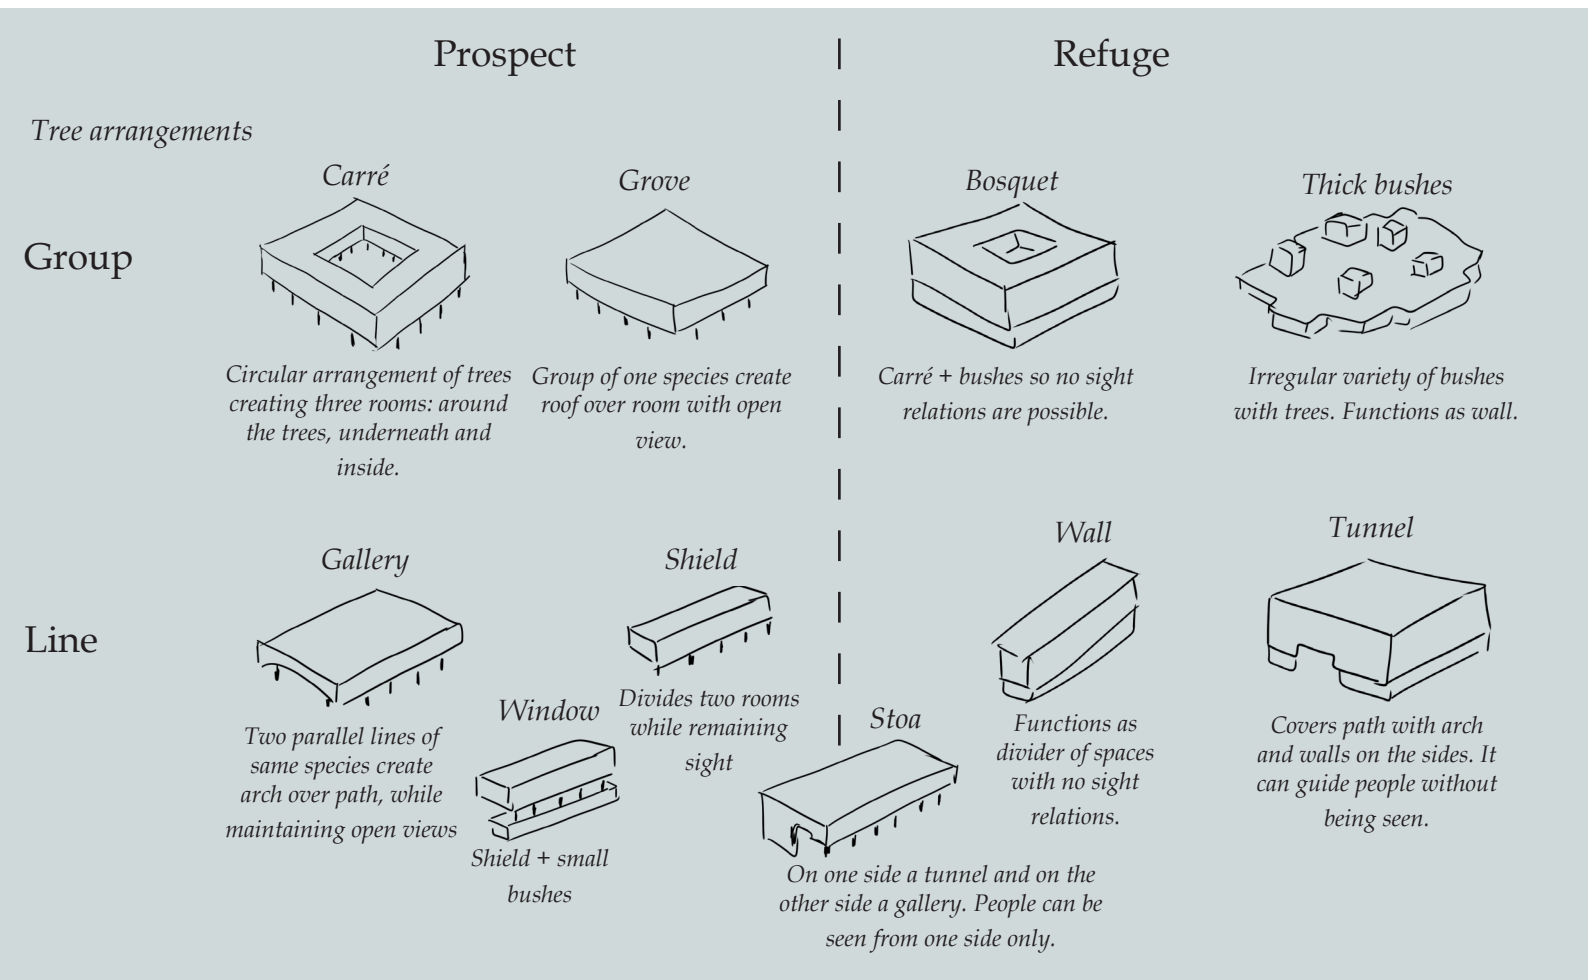 Prospect
Refuge
Tree arrangements
Group
Carré
Circular arrangement of trees
creating three rooms: around
the trees, underneath and
inside.
Grove
Group of one species create
roof over room with open
view.
Bosquet
Carré + bushes so no sight
relations are possible.
Thick bushes
Irregular variety of bushes
with trees. Functions as wall.
Line
Gallery
Two parallel lines of
same species create
arch over path, while
maintaining open views
Window
Shield + small
bushes
Shield
Divides two rooms
while remaining
sight
Stoa
On one side a tunnel and on the
other side a gallery. People can be
seen from one side only.
Wall
Functions as
divider of spaces
with no sight
relations.
Tunnel
Covers path with arch
and walls on the sides. It
can guide people without
being seen.